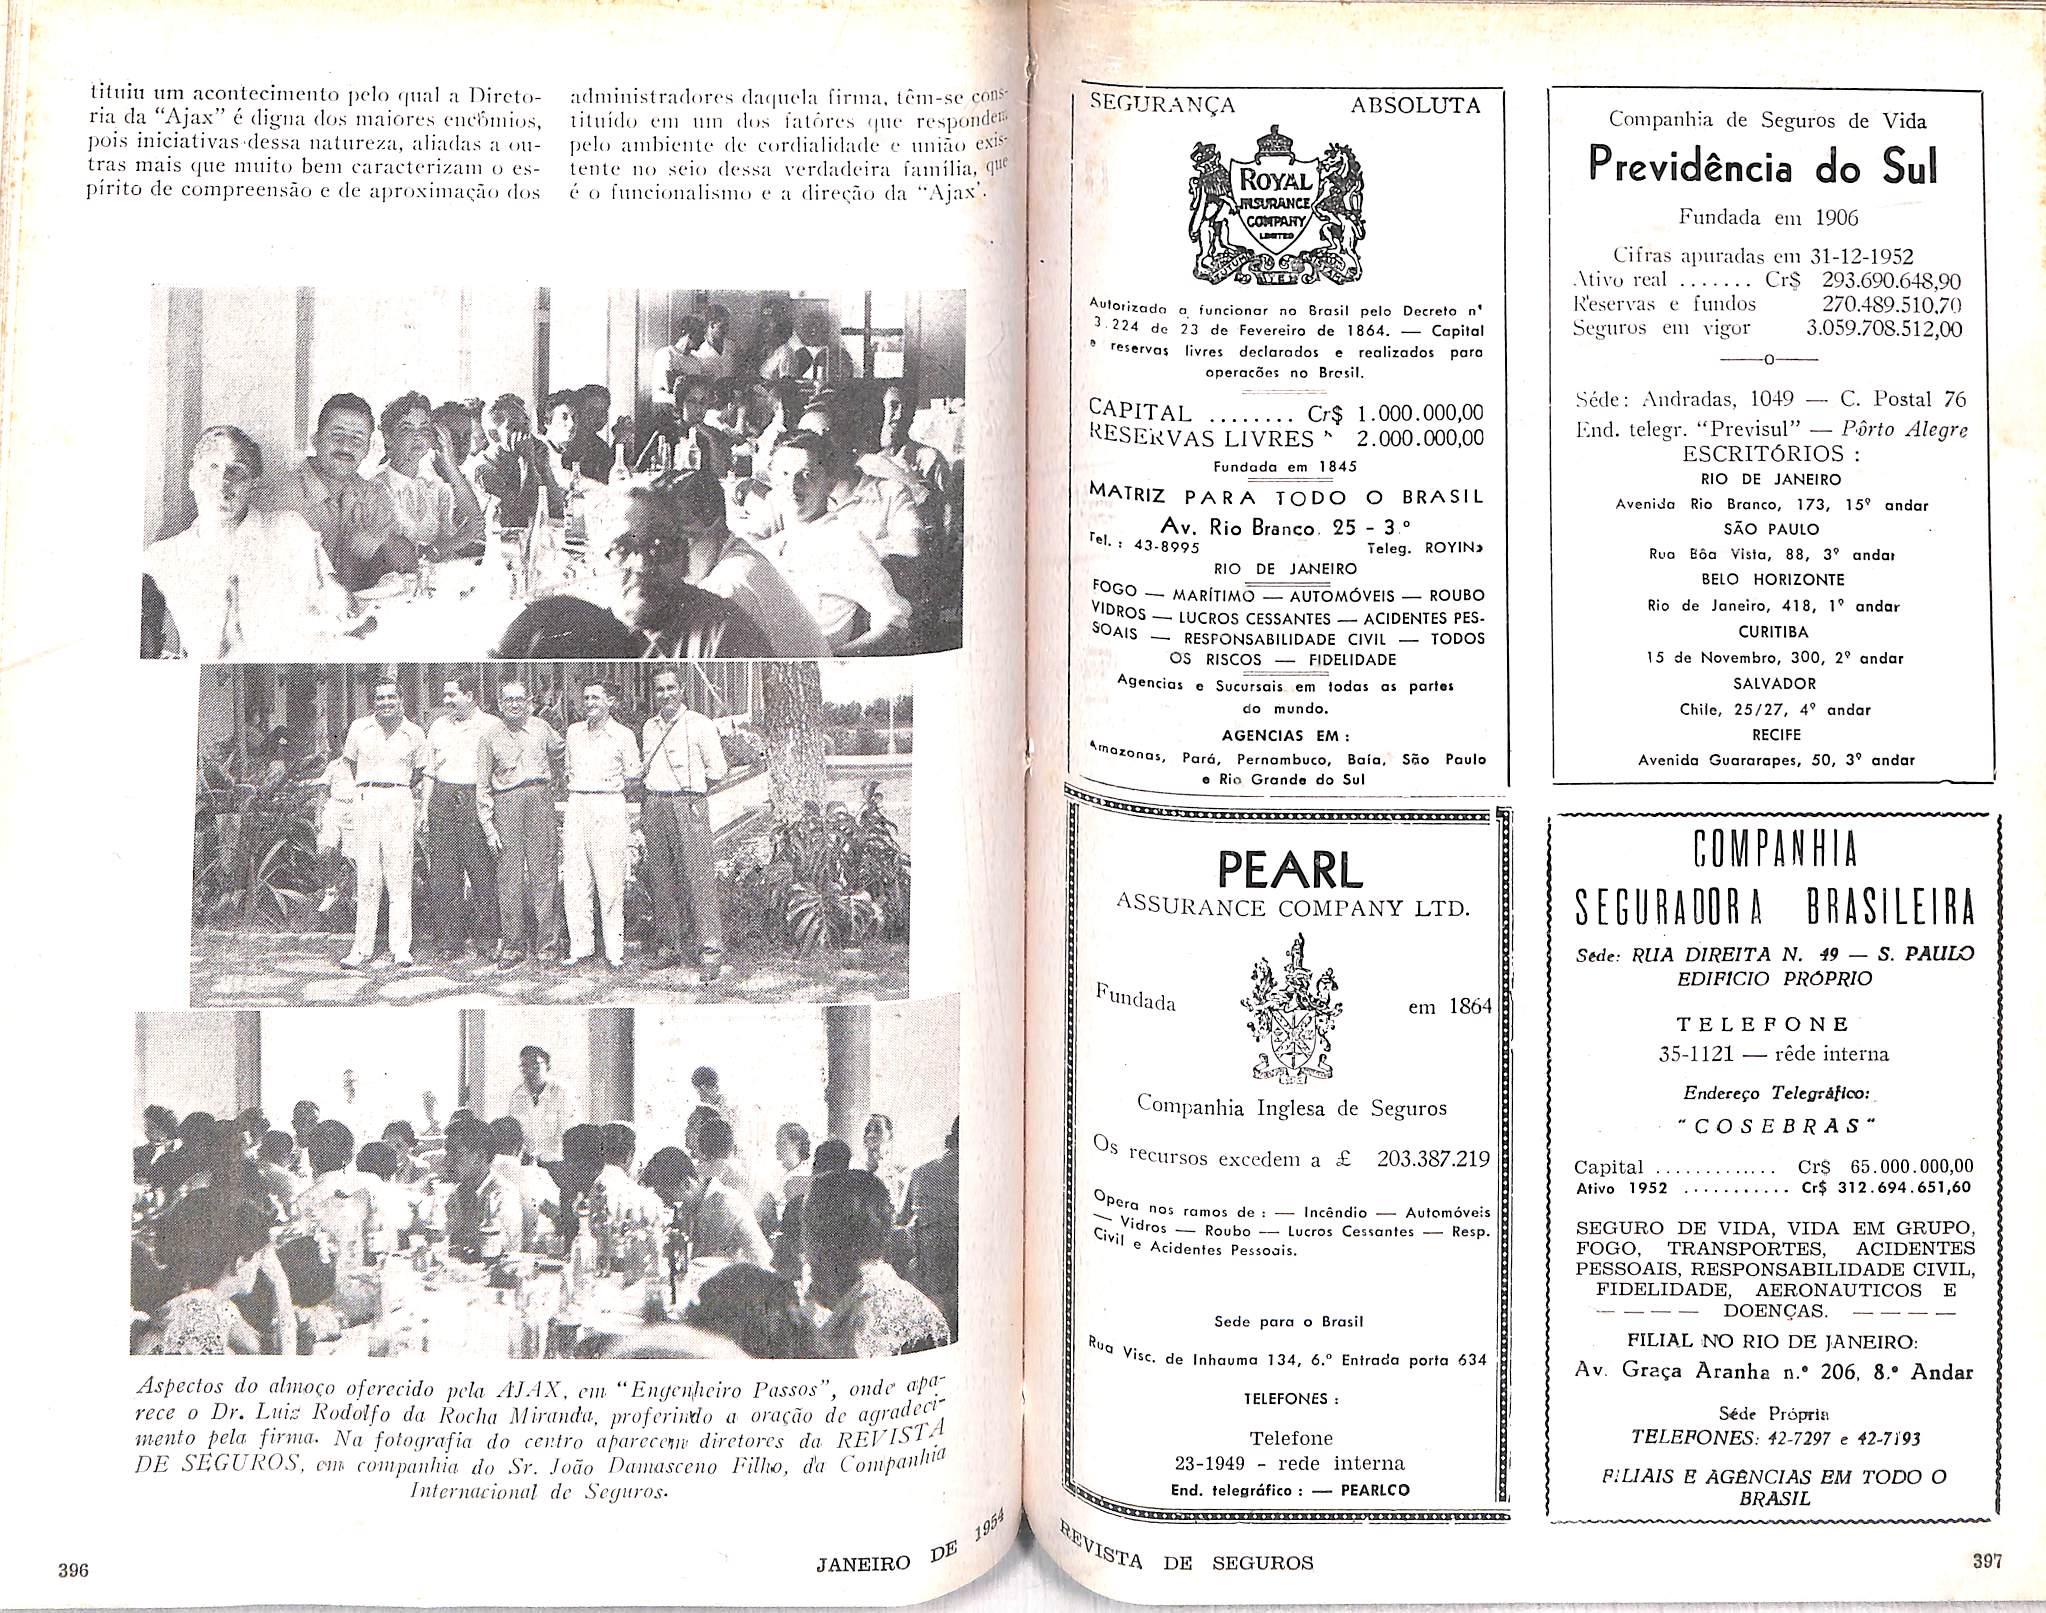 tituiu um acontecimento pelo qual a Direto-
ria da "Ajax" é digna dos maiores encômios,
pois iniciativas dessa natureza, aliadas a ou-
tras mais que muito bem caracterizam o es-
pírito de compreensão e de aproximação dos
administradores daquela firma, têm-se cons-
tituído em um dos fatôres que respondem
pelo ambiente de cordialidade e união exis-
tente no seio dessa verdadeira família, que
é o funcionalismo e a direção da "Ajax".
Aspectos do almoço oferecido pela AJAX, em "Engenheiro Passos", onde apa-
rece o Dr. Luiz Rodolfo da Rocha Miranda, proferindo a oração de agradeci-
mento pela firma. Na fotografia do centro aparecem diretores da REVISTA
DE SEGUROS, em companhia do Sr. João Damasceno Filho, da Companhia
Internacional de Seguros.
396
JANEIRO DE 1954
SEGURANÇA ABSOLUTA
ROYAL
INSURANCE
COMPANY
LIMITED
Autorizada a funcionar no Brasil pelo Decreto n°
3.224 de 23 de Fevereiro de 1864. — Capital
e reservas livres declarados e realizados para
operacões no Brasil.
CAPITAL ........ Cr$ 1.000.000,00
RESERVAS LIVRES " 2.000.000,00
Fundada em 1845
MATRIZ PARA TODO O BRASIL
Av. Rio Branco, 25 - 3.º
Tel. : 43-8995 Teleg. ROYINS
RIO DE JANEIRO
FOGO — MARÍTIMO — AUTOMÓVEIS — ROUBO
VIDROS — LUCROS CESSANTES — ACIDENTES PES-
SOAIS — RESPONSABILIDADE CIVIL — TODOS
OS RISCOS — FIDELIDADE
Agencias e Sucursais em todas as partes
do mundo.
AGENCIAS EM :
Amazonas, Pará, Pernambuco, Baía, São Paulo
e Rio Grande do Sul
PEARL
ASSURANCE COMPANY LTD.
Fundada em 1864
Companhia Inglesa de Seguros
Os recursos excedem a £ 203.387.219
Opera nos ramos de : — Incêndio — Automóveis
— Vidros — Roubo — Lucros Cessantes — Resp.
Civil e Acidentes Pessoais.
Sede para o Brasil
Rua Visc. de Inhauma 134, 6.º Entrada porta 634
TELEFONES :
Telefone
23-1949 - rede interna
End. telegráfico : — PEARLCO
Companhia de Seguros de Vida
Previdência do Sul
Fundada em 1906
Cifras apuradas em 31-12-1952
Ativo real ....... Cr$ 293.690.648,90
Reservas e fundos 270.489.510,70
Seguros em vigor 3.059.708.512,00
——o——
Séde: Andradas, 1049 — C. Postal 76
End. telegr. "Previsul" — Pôrto Alegre
ESCRITÓRIOS :
RIO DE JANEIRO
Avenida Rio Branco, 173, 15º andar
SÃO PAULO
Rua Bôa Vista, 88, 3º andar
BELO HORIZONTE
Rio de Janeiro, 418, 1º andar
CURITIBA
15 de Novembro, 300, 2º andar
SALVADOR
Chile, 25/27, 4º andar
RECIFE
Avenida Guararapes, 50, 3º andar
COMPANHIA
SEGURADORA BRASILEIRA
Séde: RUA DIREITA N. 49 — S. PAULO
EDIFICIO PRÓPRIO
TELEFONE
35-1121 — rêde interna
Endereço Telegráfico:
"COSEBRAS"
Capital ............. Cr$ 65.000.000,00
Ativo 1952 ........... Cr$ 312.694.651,60
SEGURO DE VIDA, VIDA EM GRUPO,
FOGO, TRANSPORTES, ACIDENTES
PESSOAIS, RESPONSABILIDADE CIVIL,
FIDELIDADE, AERONAUTICOS E
— — — — DOENÇAS. — — — —
FILIAL NO RIO DE JANEIRO:
Av. Graça Aranha n.º 206, 8.º Andar
Séde Própria
TELEFONES: 42-7297 e 42-7193
FILIAIS E AGÊNCIAS EM TODO O
BRASIL
REVISTA DE SEGUROS
397